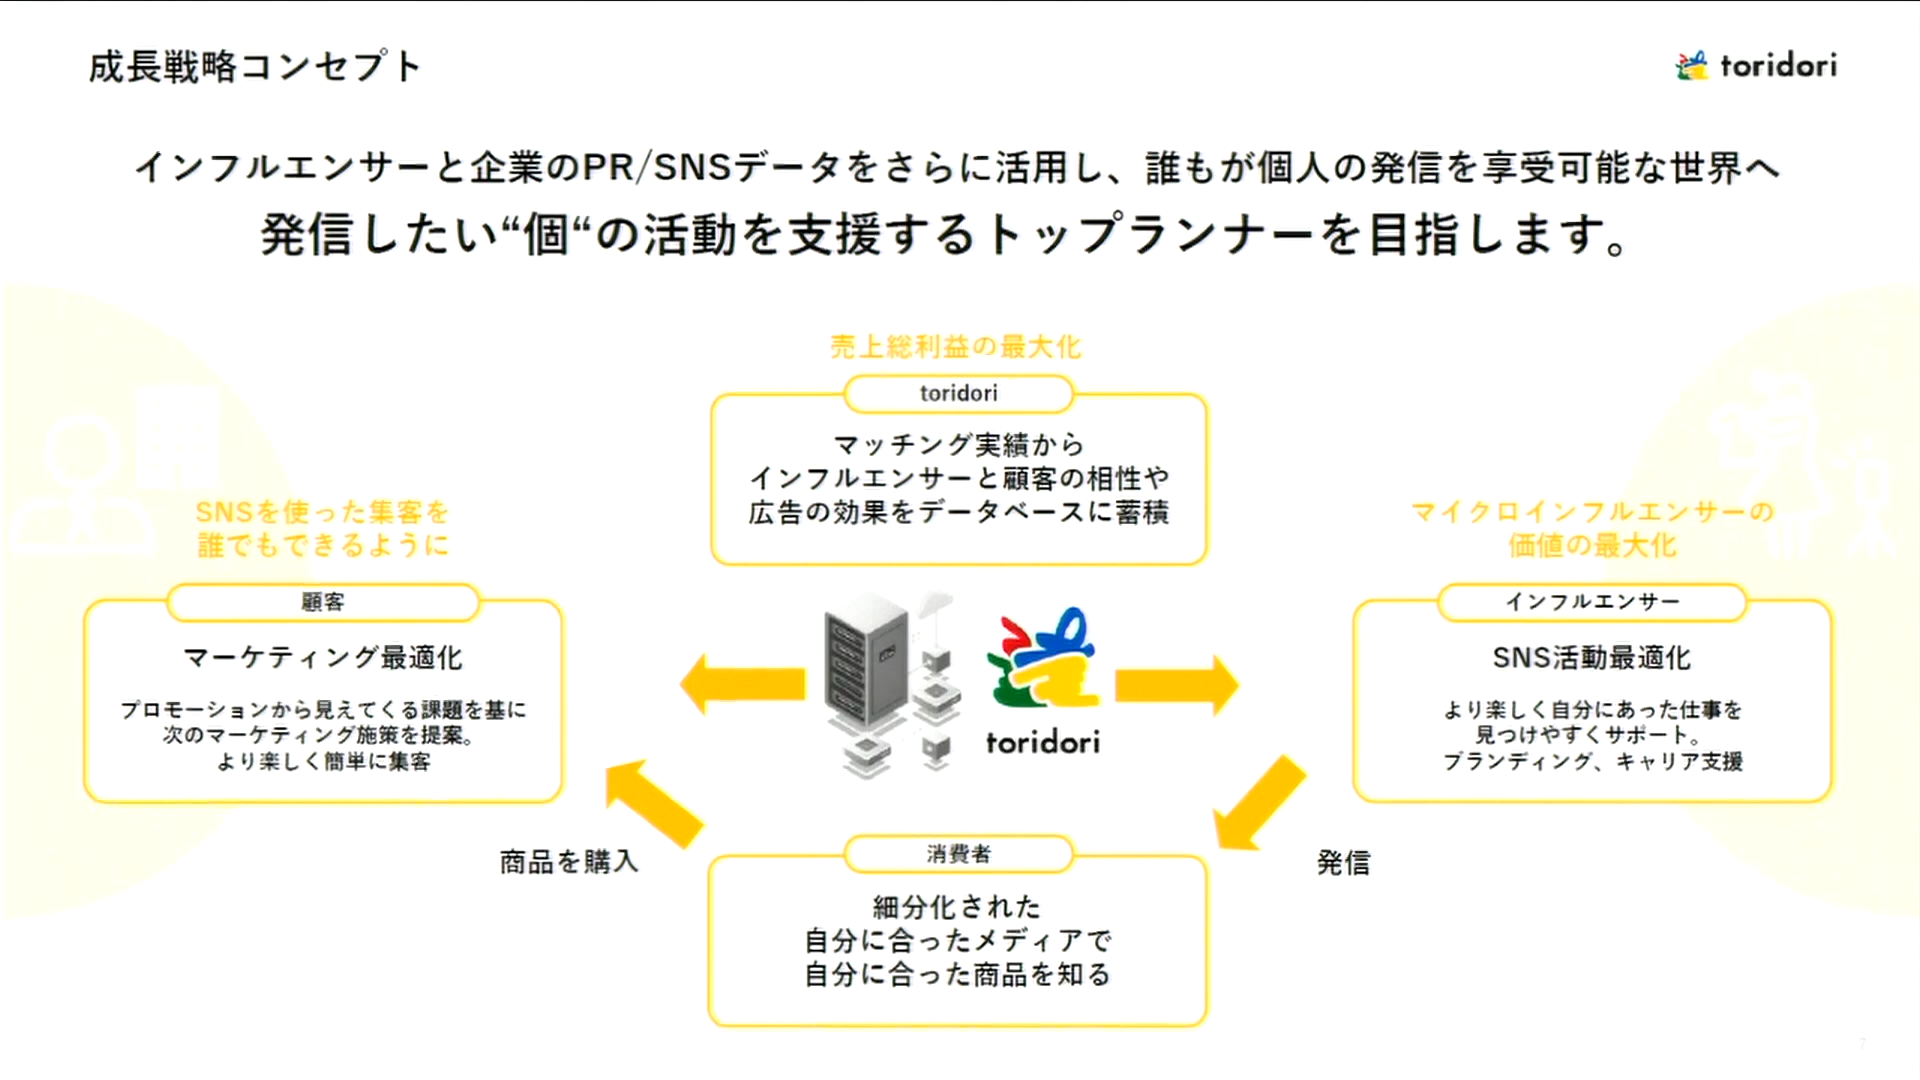 成長戦略コンセプト
toridori
インフルエンサーと企業のPR/SNSデータをさらに活用し、誰もが個人の発信を享受可能な世界へ
発信したい“個“の活動を支援するトップランナーを目指します。
売上総利益の最大化
toridori
マッチング実績から
インフルエンサーと顧客の相性や
広告の効果をデータベースに蓄積
SNSを使った集客を
誰でもできるように
顧客
マーケティング最適化
プロモーションから見えてくる課題を基に
次のマーケティング施策を提案。
より楽しく簡単に集客
マイクロインフルエンサーの
価値の最大化
インフルエンサー
SNS活動最適化
より楽しく自分にあった仕事を
見つけやすくサポート。
ブランディング、キャリア支援
toridori
商品を購入
発信
消費者
細分化された
自分に合ったメディアで
自分に合った商品を知る
7